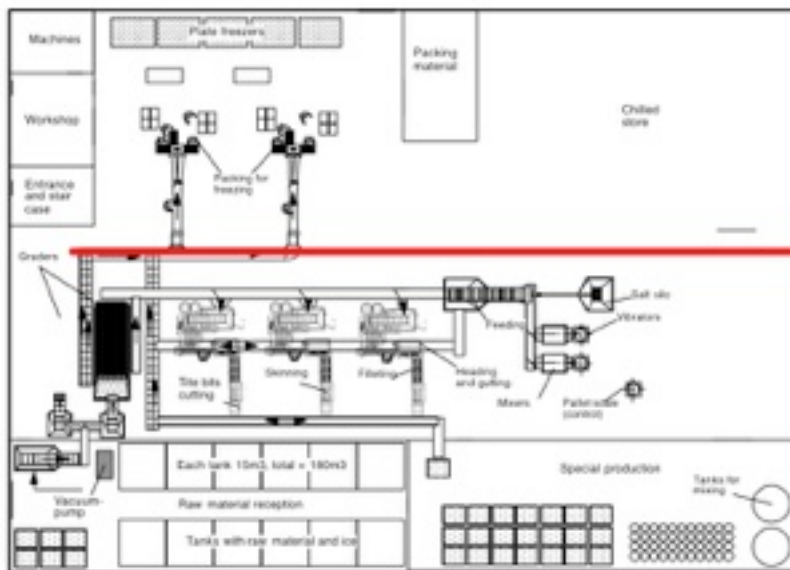 Machines
Plate freezers
Packing
material
Chilled
store
Workshop
Packing for
freezing
Entrance
and stair
case
Graders
Salt silo
Feeding
Vibrators
Tite bits
cutting
Skinning
Filleting
Heading
and gutting
Mixers
Pallet scale
(control)
Each tank 15m3, total = 180m3
Special production
Tanks for
mixing
Vacuum-
pump
Raw material reception
Tanks with raw material and ice